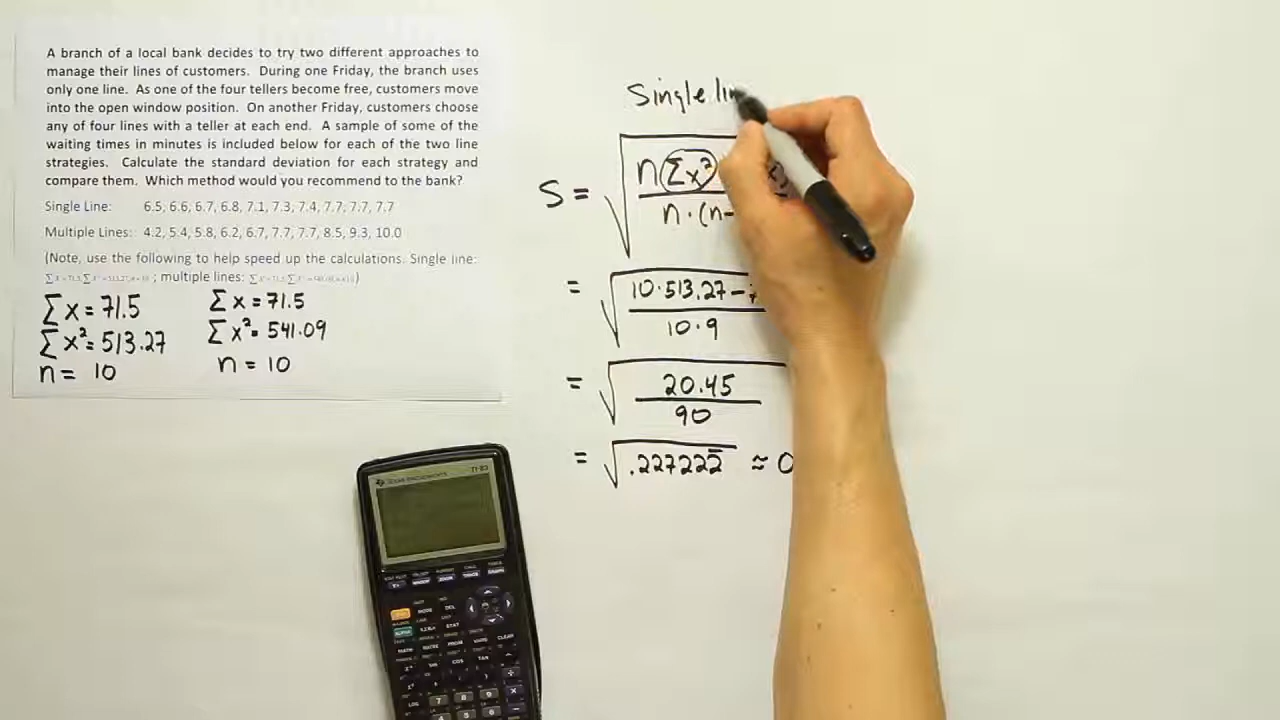 A branch of a local bank decides to try two different approaches to
manage their lines of customers. During one Friday, the branch uses
only one line. As one of the four tellers become free, customers move
into the open window position. On another Friday, customers choose
any of four lines with a teller at each end. A sample of some of the
waiting times in minutes is included below for each of the two line
strategies. Calculate the standard deviation for each strategy and
compare them. Which method would you recommend to the bank?
Single Line: 6.5, 6.6, 6.7, 6.8, 7.1, 7.3, 7.4, 7.7, 7.7, 7.7
Multiple Lines: 4.2, 5.4, 5.8, 6.2, 6.7, 7.7, 7.7, 8.5, 9.3, 10.0
(Note, use the following to help speed up the calculations. Single line:
; multiple lines:
∑x = 71.5
∑x² = 513.27
n = 10
∑x = 71.5
∑x² = 541.09
n = 10
Single lin
S = √ n(∑x²)
n·(n-
= √ 10·513.27 -
10·9
= √ 20.45
90
= √.227222 ≈ 0
TEXAS INSTRUMENTS TI-83